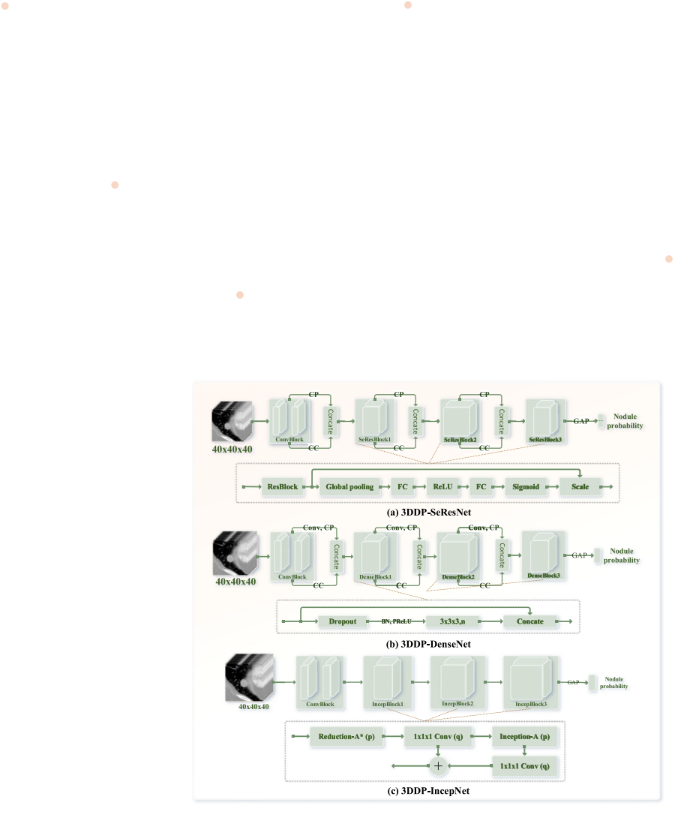 CP CP CP
Concate Concate Concate
ConvBlock SeResBlock1 SeResBlock2 SeResBlock3
GAP
Nodule
probability
CC CC CC
40x40x40
ResBlock Global pooling FC ReLU FC Sigmoid Scale
(a) 3DDP-SeResNet
Conv, CP Conv, CP Conv, CP
Concate Concate Concate
ConvBlock DenseBlock1 DenseBlock2 DenseBlock3
GAP
Nodule
probability
CC CC CC
40x40x40
Dropout BN, PReLU 3x3x3,n Concate
(b) 3DDP-DenseNet
ConvBlock IncepBlock1 IncepBlock2 IncepBlock3
GAP
Nodule
probability
40x40x40
Reduction-A* (p) 1x1x1 Conv (q) Inception-A (p)
+ 1x1x1 Conv (q)
(c) 3DDP-IncepNet